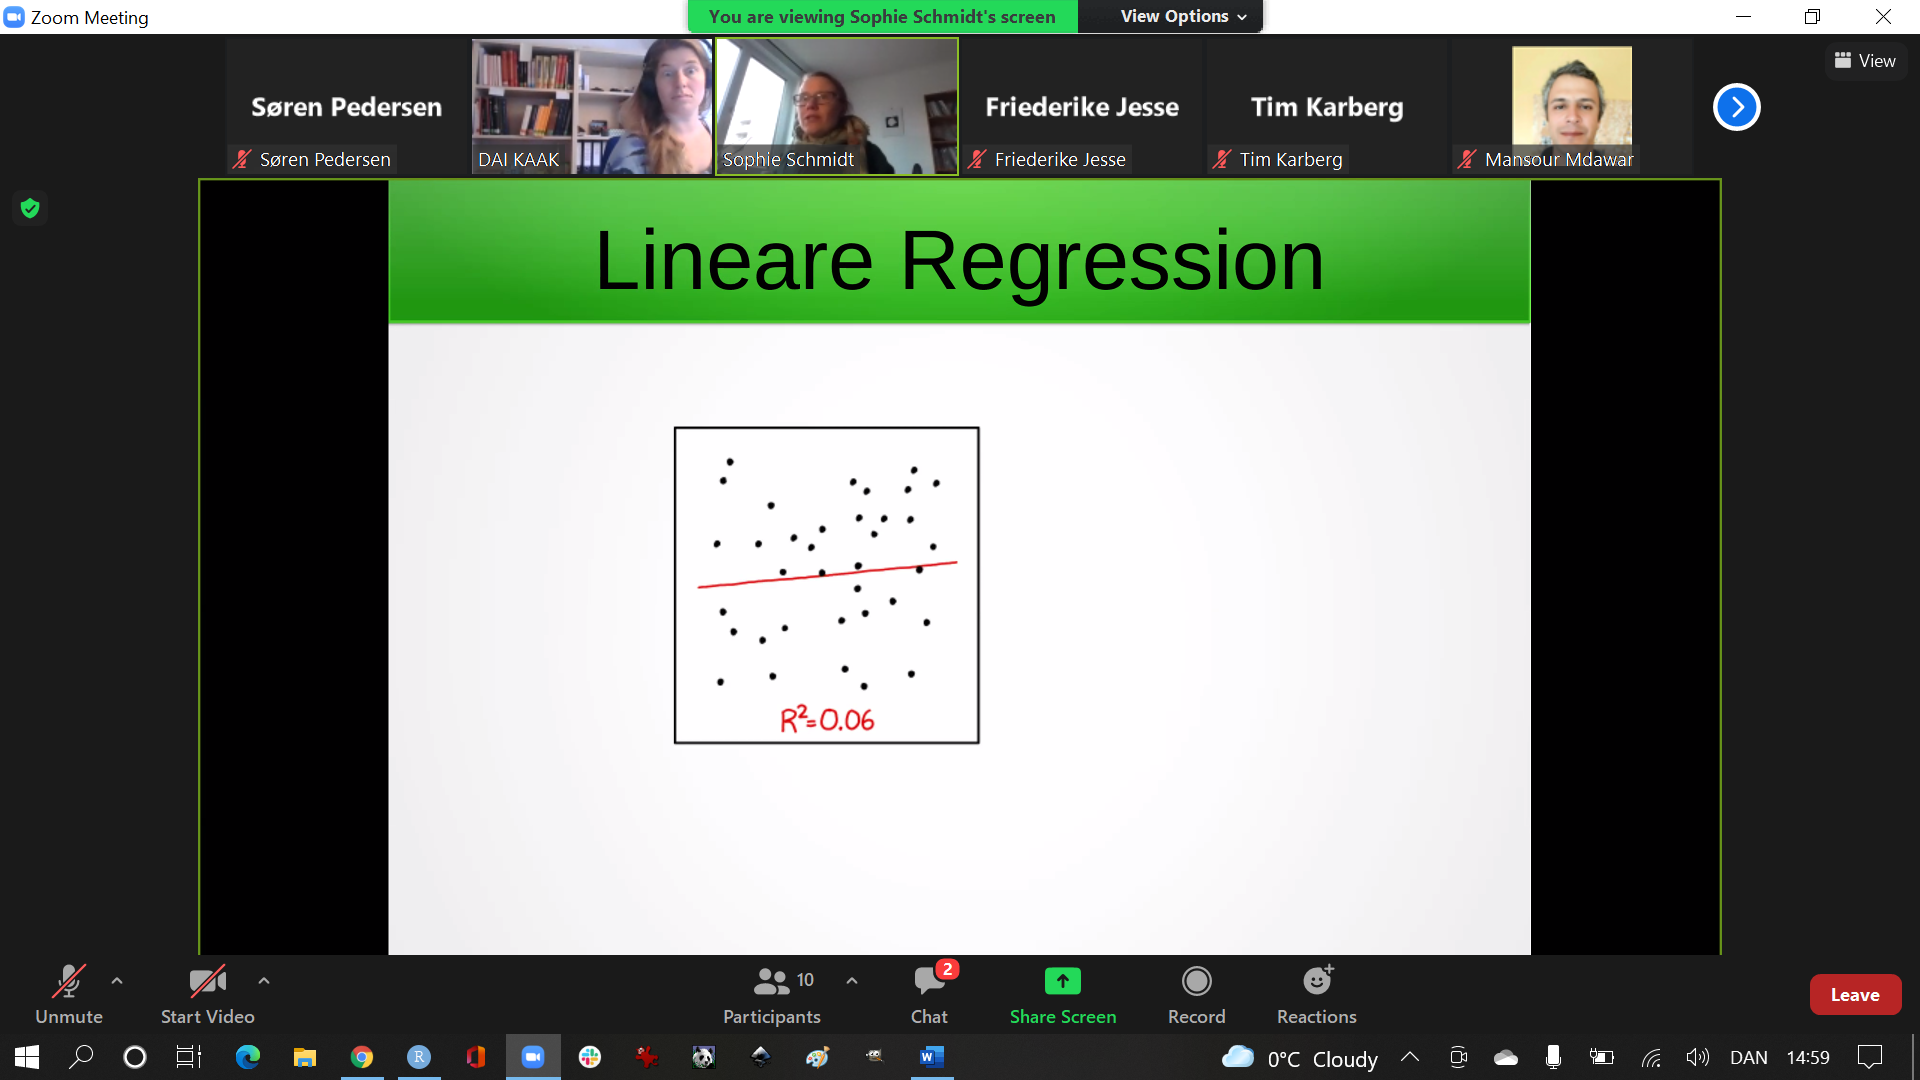 Zoom Meeting
You are viewing Sophie Schmidt's screen
View Options
View
Søren Pedersen
Friederike Jesse
Tim Karberg
Søren Pedersen
DAI KAAK
Sophie Schmidt
Friederike Jesse
Tim Karberg
Mansour Mdawar
Lineare Regression
R²=0.06
10
2
Unmute
Start Video
Participants
Chat
Share Screen
Record
Reactions
Leave
0°C Cloudy
DAN
14:59